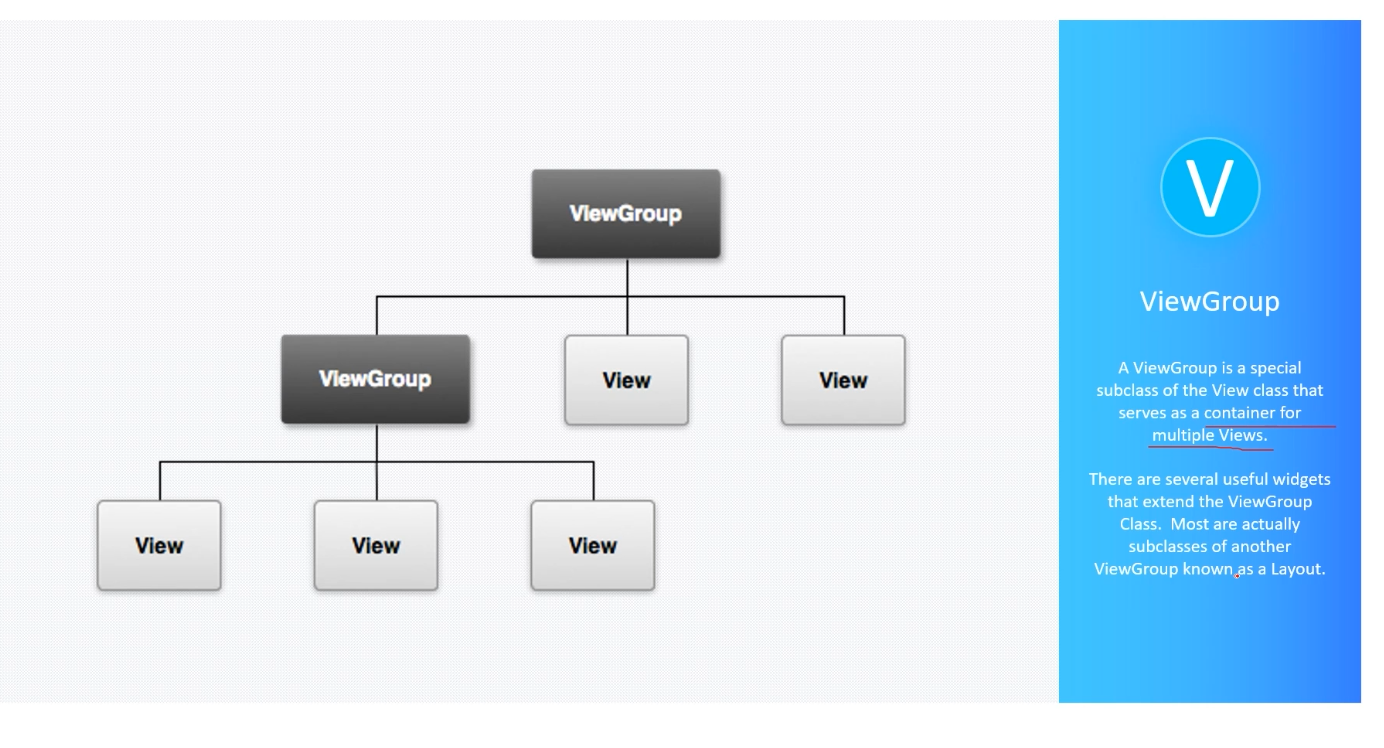 ViewGroup
ViewGroup
View
View
View
View
View
V
ViewGroup
A ViewGroup is a special
subclass of the View class that
serves as a container for
multiple Views.
There are several useful widgets
that extend the ViewGroup
Class. Most are actually
subclasses of another
ViewGroup known as a Layout.